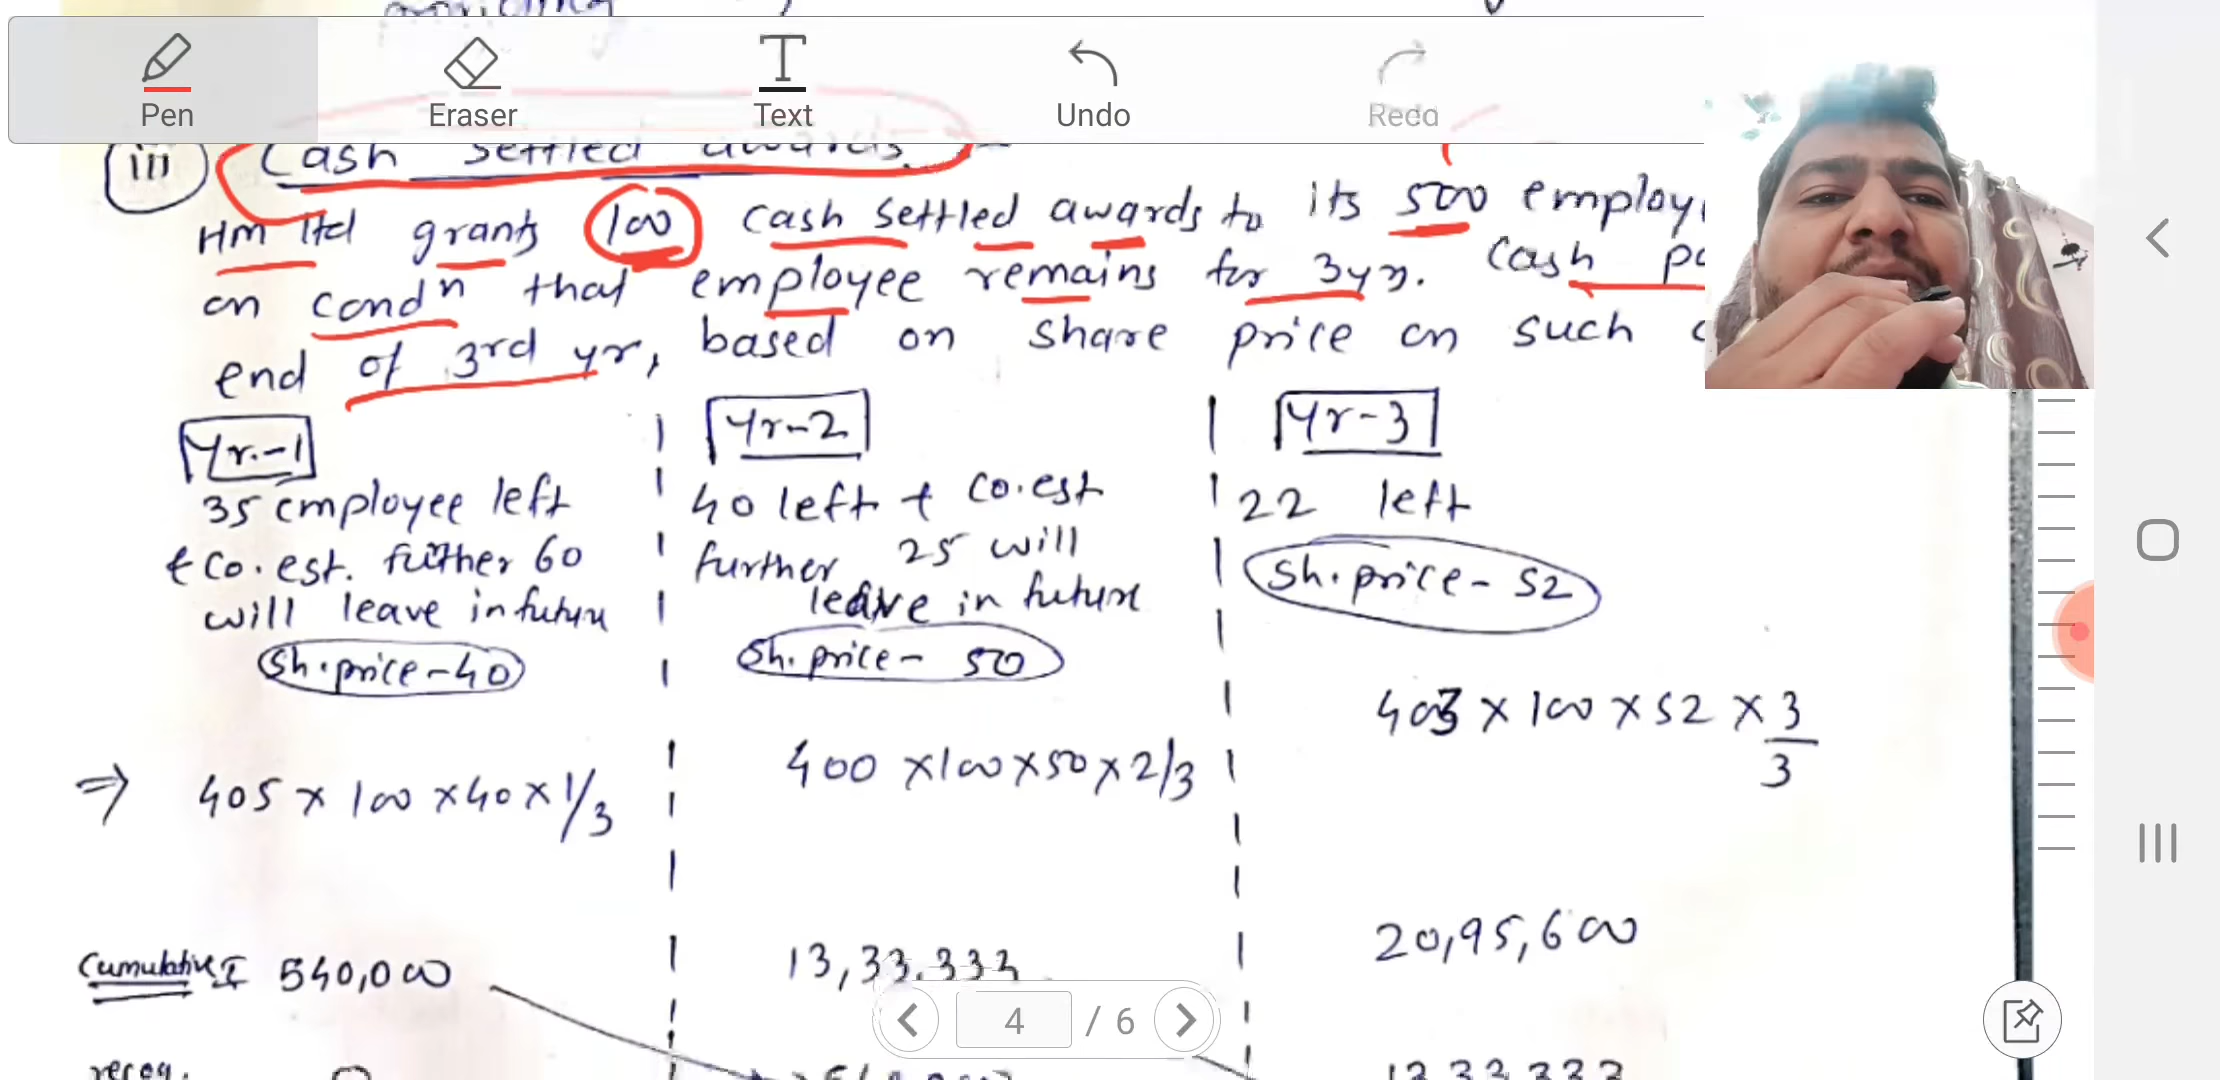 Pen
Eraser
Text
Undo
Redo
(iii) Cash settled awards
HM ltd grants 100 cash settled awards to its 500
on condⁿ that employee remains for 3yrs. Cash
end of 3rd yr, based on share price on such
Yr.-1
35 employee left
& Co. est. further 60
will leave in future
Sh. price - 40
⇒ 405 × 100 × 40 × 1/3
Yr-2
40 left & co. est
further 25 will
leave in future
Sh. price - 50
400 × 100 × 50 × 2/3
Yr-3
22 left
Sh. price - 52
403 × 100 × 52 × 3/3
Cumulative 540,000
13,33,333
20,95,600
4 / 6
recog.
13,33,333